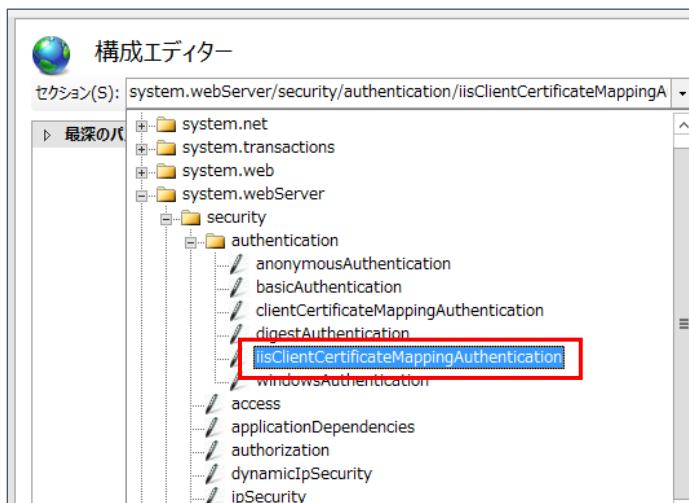 構成エディター
セクション(S): system.webServer/security/authentication/iisClientCertificateMappingA
最深のパ
system.net
system.transactions
system.web
system.webServer
security
authentication
anonymousAuthentication
basicAuthentication
clientCertificateMappingAuthentication
digestAuthentication
iisClientCertificateMappingAuthentication
windowsAuthentication
access
applicationDependencies
authorization
dynamicIpSecurity
ipSecurity